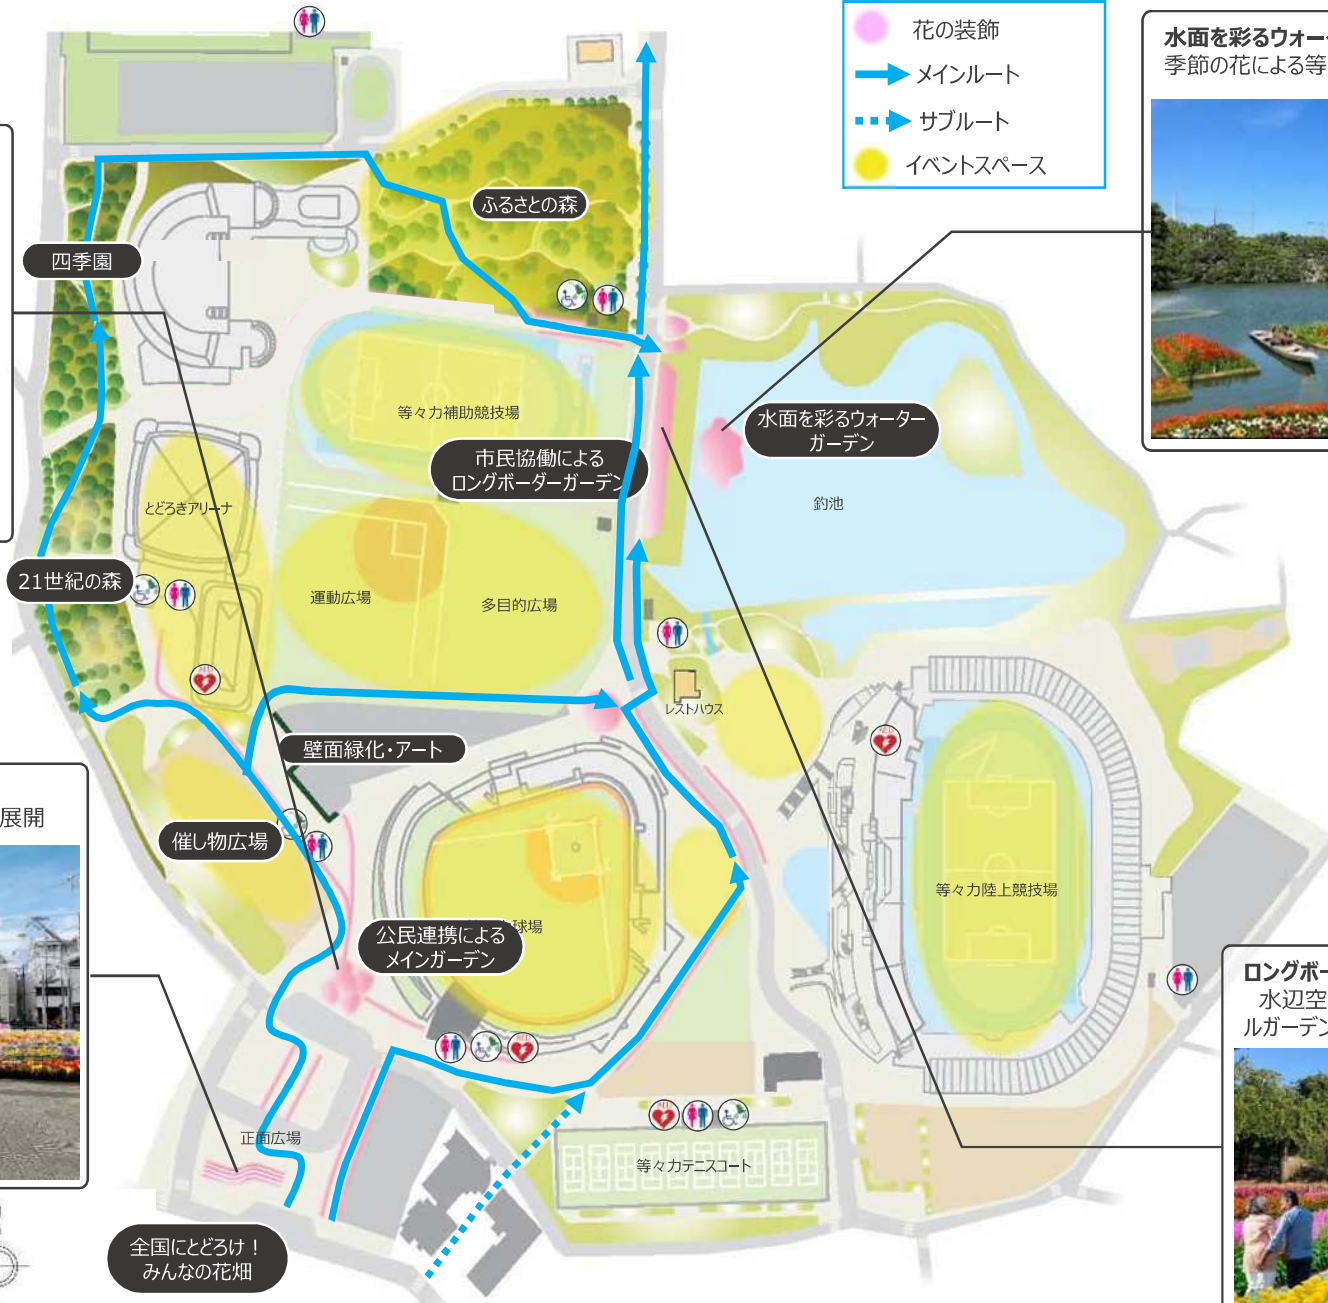 花の装飾
メインルート
サブルート
イベントスペース
水面を彩るウォー
季節の花による等
ふるさとの森
四季園
等々力補助競技場
水面を彩るウォーター
ガーデン
市民協働による
ロングボーダーガーデン
釣池
とどろきアリーナ
21世紀の森
運動広場
多目的広場
レストハウス
壁面緑化・アート
展開
催し物広場
等々力陸上競技場
球場
公民連携による
メインガーデン
ロングボー
水辺空
ルガーデン
正面広場
等々力テニスコート
全国にとどろけ！
みんなの花畑